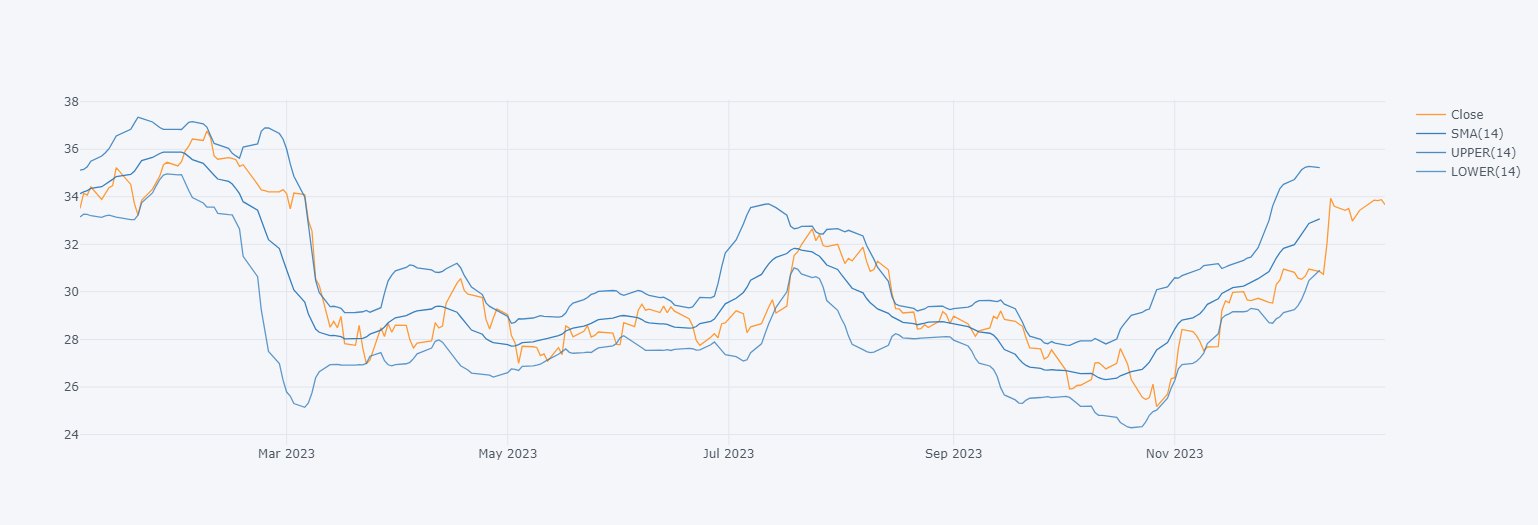 38
36
34
32
30
28
26
24
Mar 2023
May 2023
Jul 2023
Sep 2023
Nov 2023
Close
SMA(14)
UPPER(14)
LOWER(14)